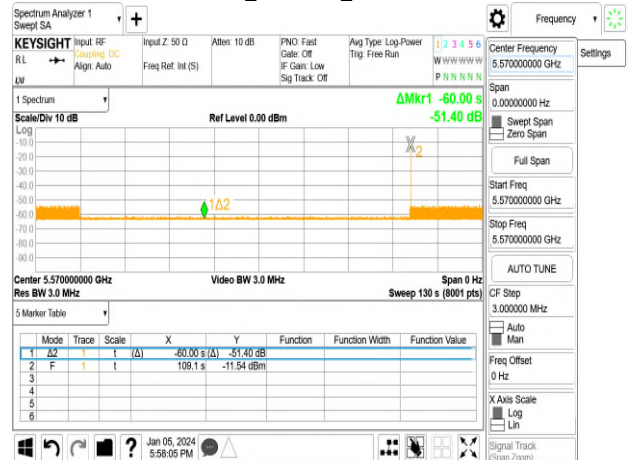 Spectrum Analyzer 1
Swept SA
Frequency
KEYSIGHT
RL
Input: RF
Coupling: DC
Align: Auto
Input Z: 50 Ω
Freq Ref: Int (S)
Atten: 10 dB
PNO: Fast
Gate: Off
IF Gain: Low
Sig Track: Off
Avg Type: Log-Power
Trig: Free Run
1 2 3 4 5 6
W W W W W W
P N N N N N
Center Frequency
5.570000000 GHz
Settings
Span
0.00000000 Hz
Swept Span
Zero Span
Full Span
Start Freq
5.570000000 GHz
Stop Freq
5.570000000 GHz
AUTO TUNE
CF Step
3.000000 MHz
Auto
Man
Freq Offset
0 Hz
X Axis Scale
Log
Lin
Signal Track
(Span Zoom)
1 Spectrum
ΔMkr1 -60.00 s
-51.40 dB
Scale/Div 10 dB
Ref Level 0.00 dBm
Log
-10.0
-20.0
-30.0
-40.0
-50.0
-60.0
-70.0
-80.0
-90.0
X2
1Δ2
Center 5.570000000 GHz
Video BW 3.0 MHz
Span 0 Hz
Res BW 3.0 MHz
Sweep 130 s (8001 pts)
5 Marker Table
Mode Trace Scale X Y Function Function Width Function Value
1 Δ2 1 t (Δ) -60.00 s (Δ) -51.40 dB
2 F 1 t 109.1 s -11.54 dBm
3
4
5
6
?
Jan 05, 2024
5:58:05 PM